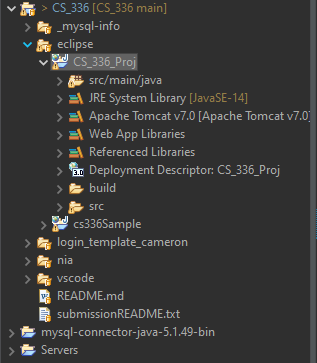 > CS_336 [CS_336 main]
_mysql-info
eclipse
CS_336_Proj
src/main/java
JRE System Library [JavaSE-14]
Apache Tomcat v7.0 [Apache Tomcat v7.0]
Web App Libraries
Referenced Libraries
Deployment Descriptor: CS_336_Proj
build
src
cs336Sample
login_template_cameron
nia
vscode
README.md
submissionREADME.txt
mysql-connector-java-5.1.49-bin
Servers